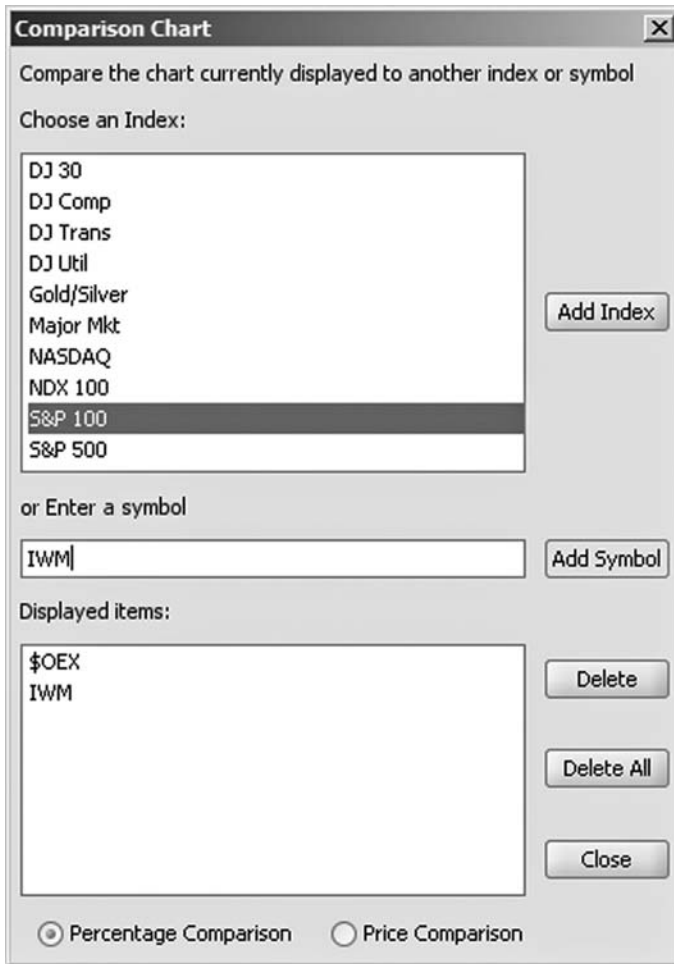 Comparison Chart
Compare the chart currently displayed to another index or symbol
Choose an Index:
DJ 30
DJ Comp
DJ Trans
DJ Util
Gold/Silver
Major Mkt
NASDAQ
NDX 100
S&P 100
S&P 500
Add Index
or Enter a symbol
IWM
Add Symbol
Displayed items:
$OEX
IWM
Delete
Delete All
Close
Percentage Comparison
Price Comparison